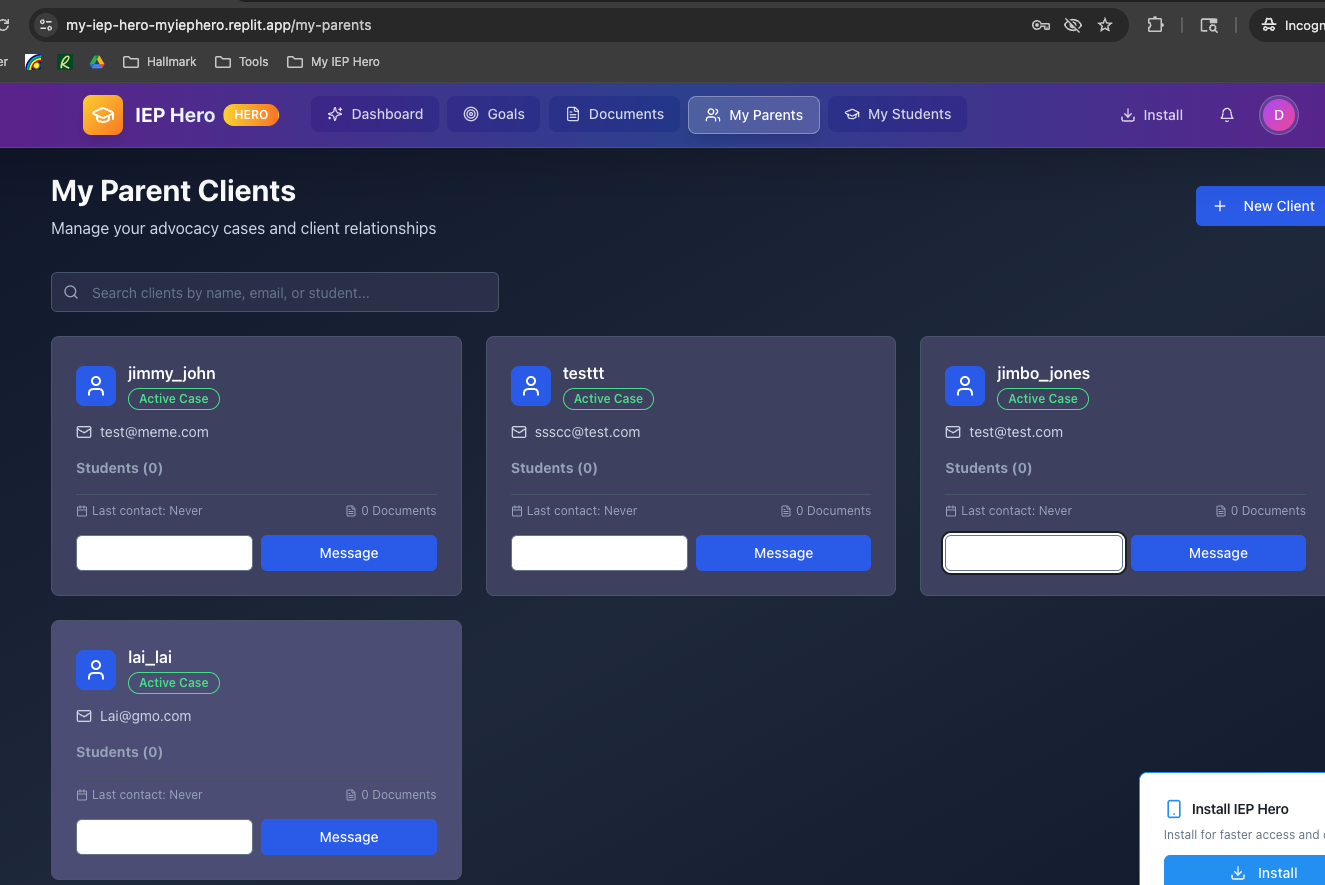 my-iep-hero-myiephero.replit.app/my-parents
Incogn
er
Hallmark
Tools
My IEP Hero
IEP Hero
HERO
Dashboard
Goals
Documents
My Parents
My Students
Install
D
My Parent Clients
Manage your advocacy cases and client relationships
New Client
Search clients by name, email, or student...
jimmy_john
Active Case
test@meme.com
Students (0)
Last contact: Never
0 Documents
Message
testtt
Active Case
ssscc@test.com
Students (0)
Last contact: Never
0 Documents
Message
jimbo_jones
Active Case
test@test.com
Students (0)
Last contact: Never
0 Documents
Message
lai_lai
Active Case
Lai@gmo.com
Students (0)
Last contact: Never
0 Documents
Message
Install IEP Hero
Install for faster access and
Install